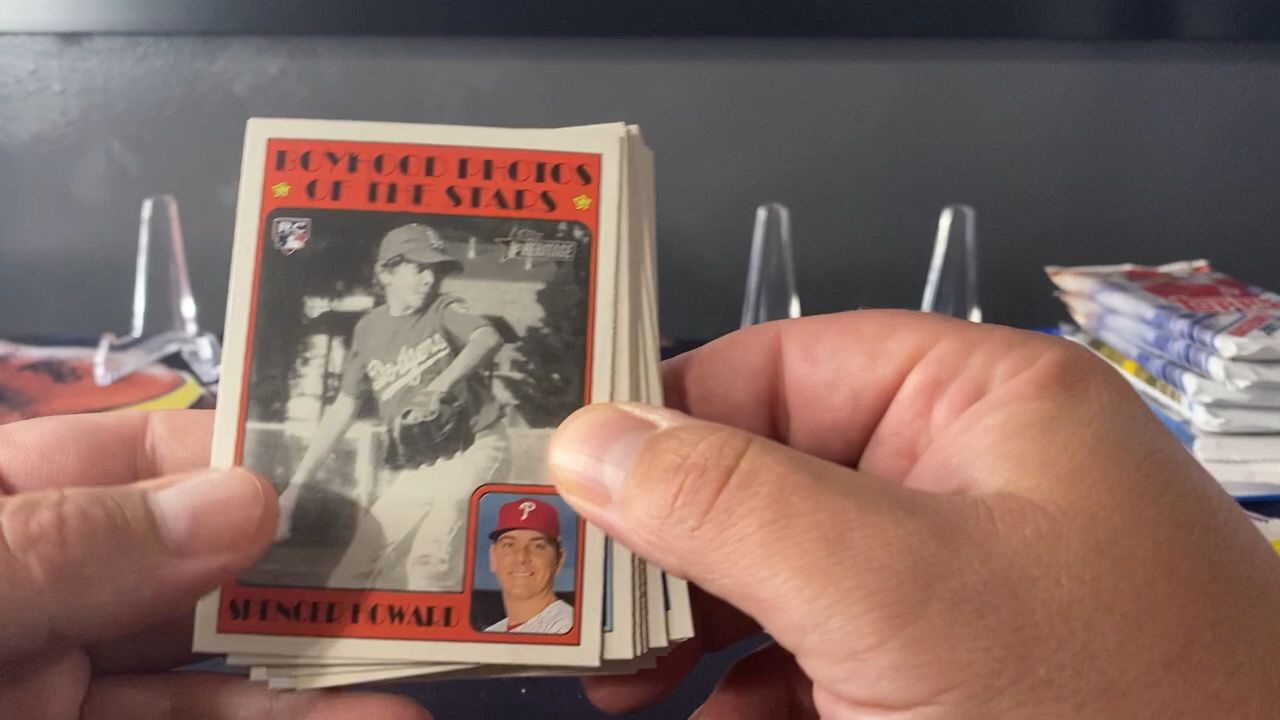 BOYHOOD PHOTOS
OF THE STARS
RC
HERITAGE
Dodgers
P
SPENCER HOWARD